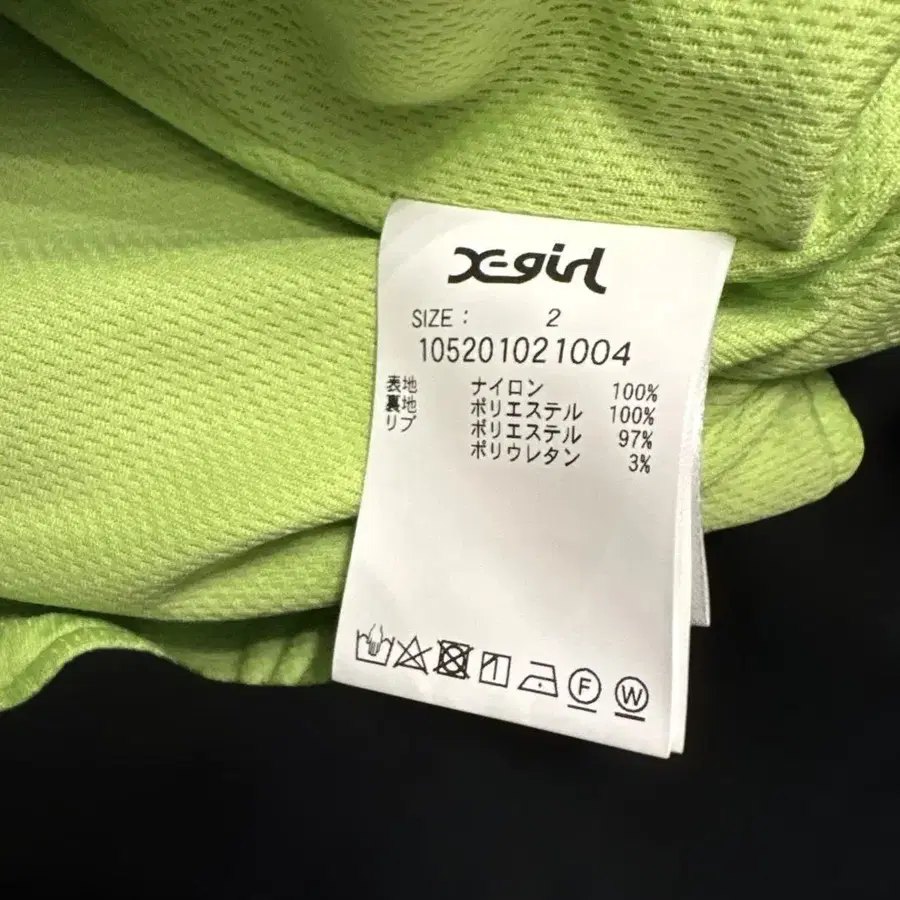 X-girl
SIZE : 2
105201021004
表地 ナイロン 100%
裏地 ポリエステル 100%
リブ ポリエステル 97%
ポリウレタン 3%
F W